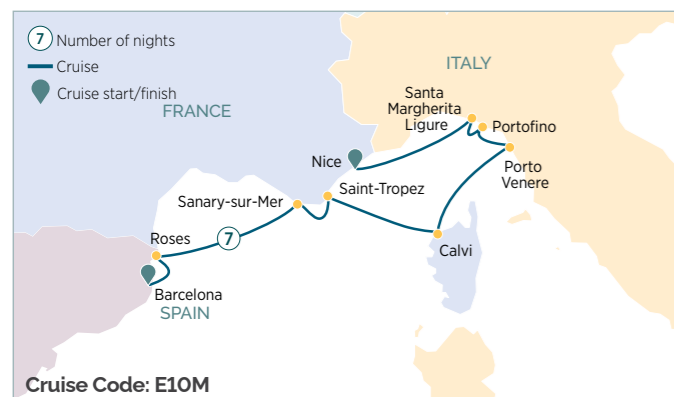 7 Number of nights
Cruise
Cruise start/finish
FRANCE
ITALY
Santa
Margherita
Ligure
Portofino
Nice
Porto
Venere
Saint-Tropez
Sanary-sur-Mer
Roses
7
Calvi
Barcelona
SPAIN
Cruise Code: E10M